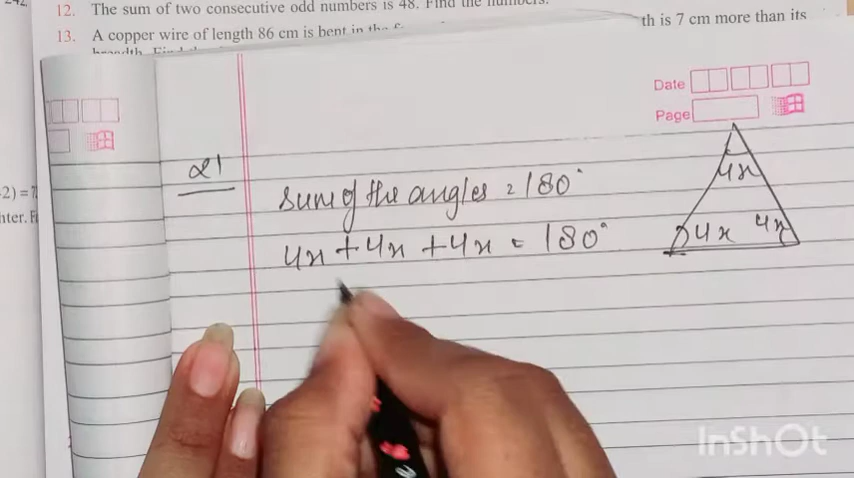 12. The sum of two consecutive odd numbers is 48. Find the numbers.
13. A copper wire of length 86 cm is bent in the
th is 7 cm more than its
breadth.
Date
Page
21
Sum of the angles = 180°
4x + 4x + 4x = 180°
4x
4x 4x
InShOt